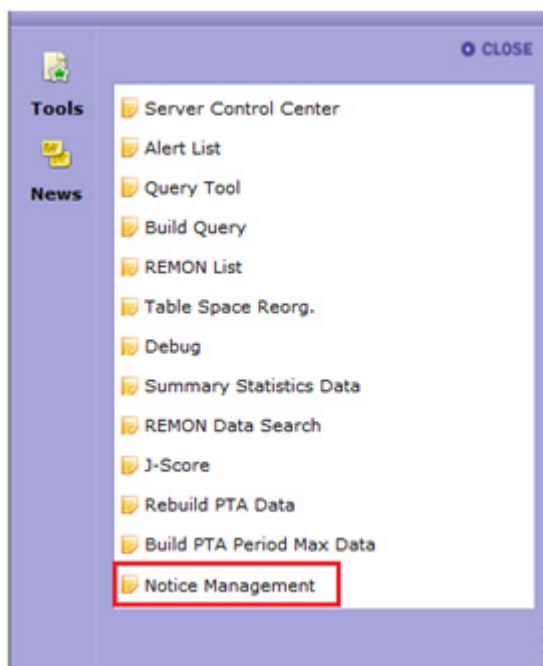 CLOSE
Tools
News
Server Control Center
Alert List
Query Tool
Build Query
REMON List
Table Space Reorg.
Debug
Summary Statistics Data
REMON Data Search
J-Score
Rebuild PTA Data
Build PTA Period Max Data
Notice Management